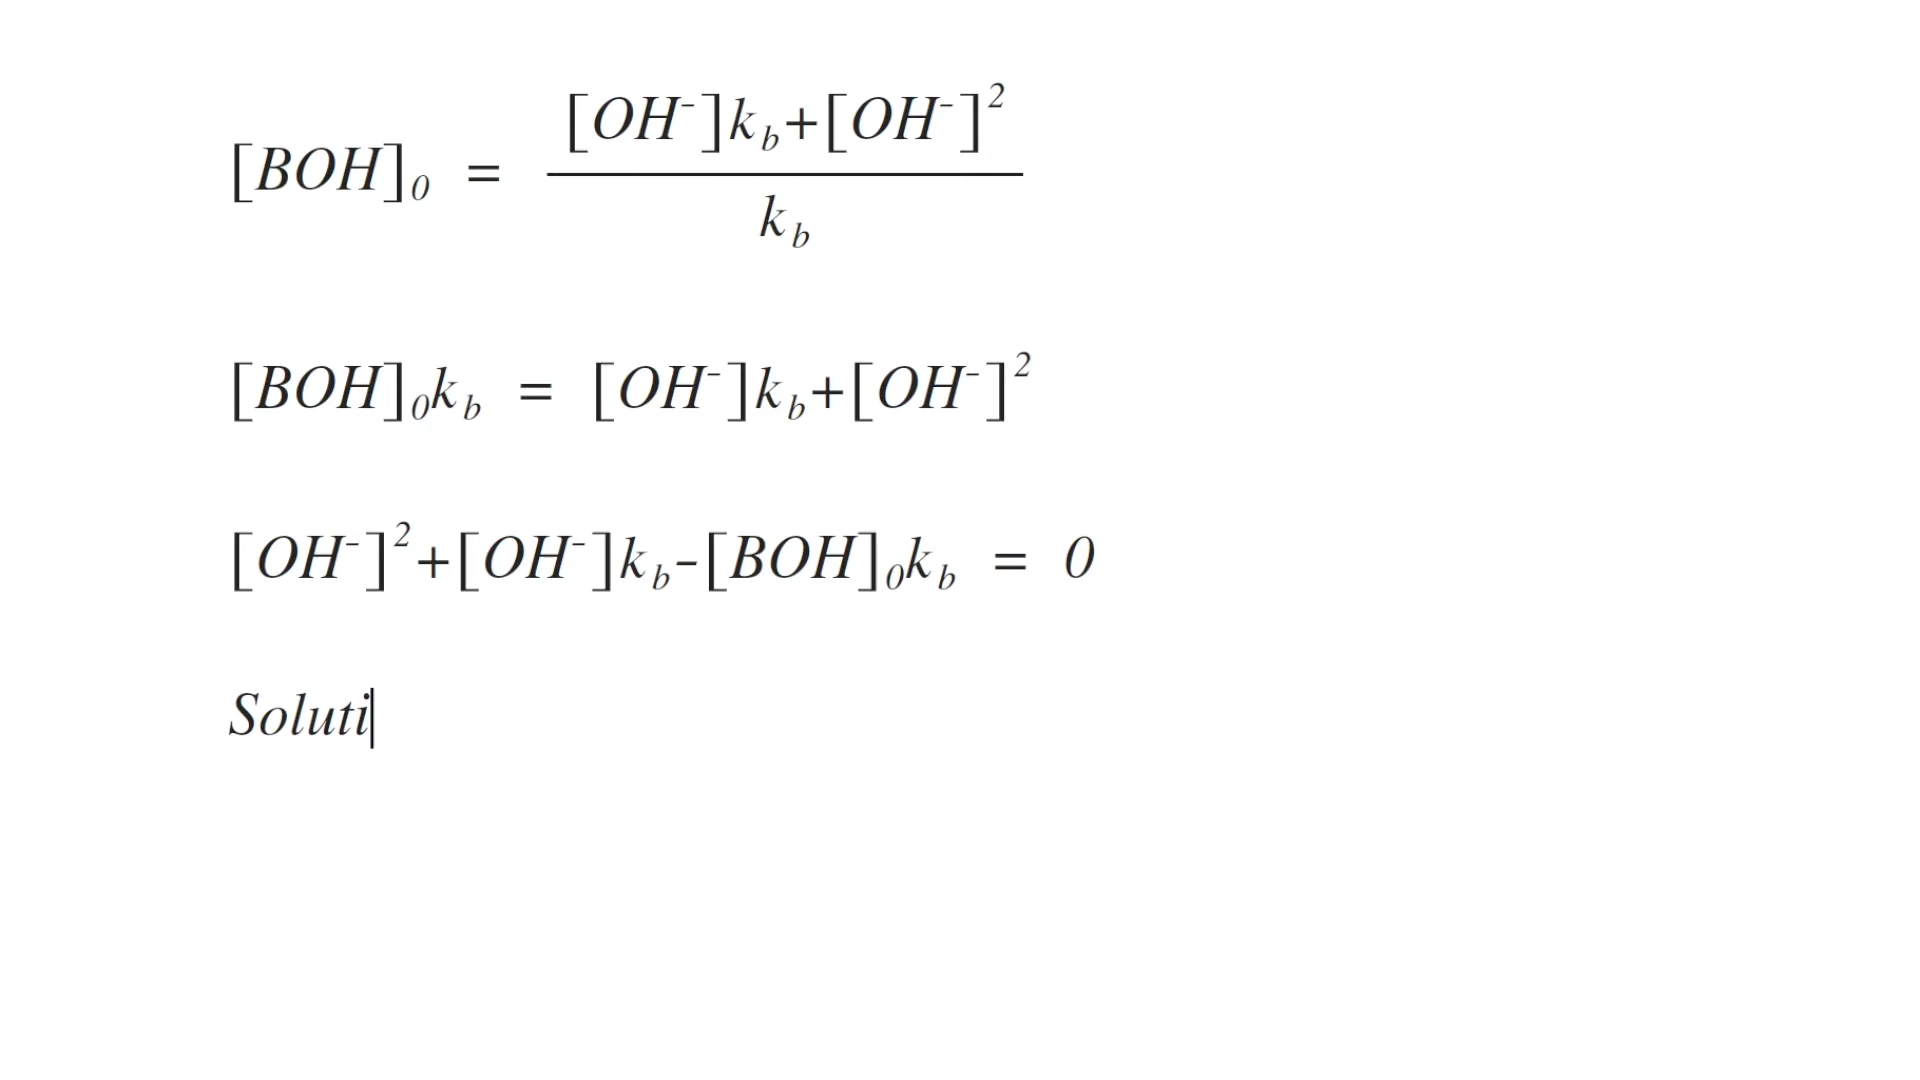 [BOH]₀ = ([OH⁻]k_b+[OH⁻]²)/k_b
[BOH]₀k_b = [OH⁻]k_b+[OH⁻]²
[OH⁻]²+[OH⁻]k_b-[BOH]₀k_b = 0
Soluti